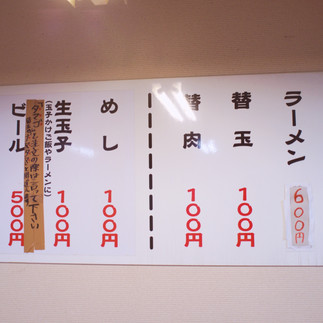 ラーメン 600円
替玉 100円
替肉 100円
めし 100円
生玉子 100円
(玉子かけご飯やラーメンに)
ビール 500円